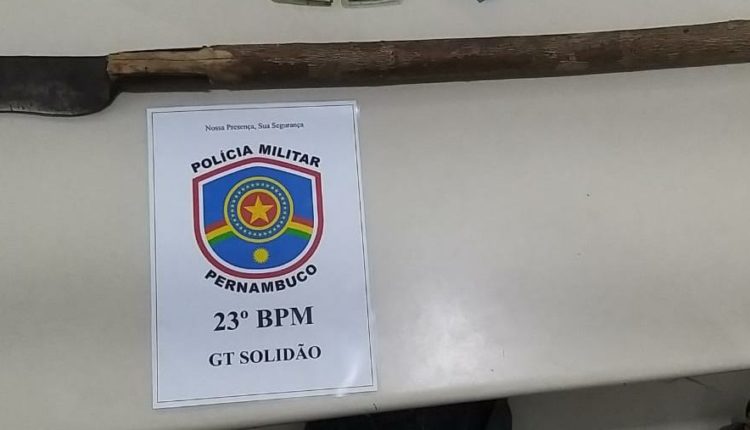 Nossa Presença, Sua Segurança
POLÍCIA MILITAR
PERNAMBUCO
23º BPM
GT SOLIDÃO